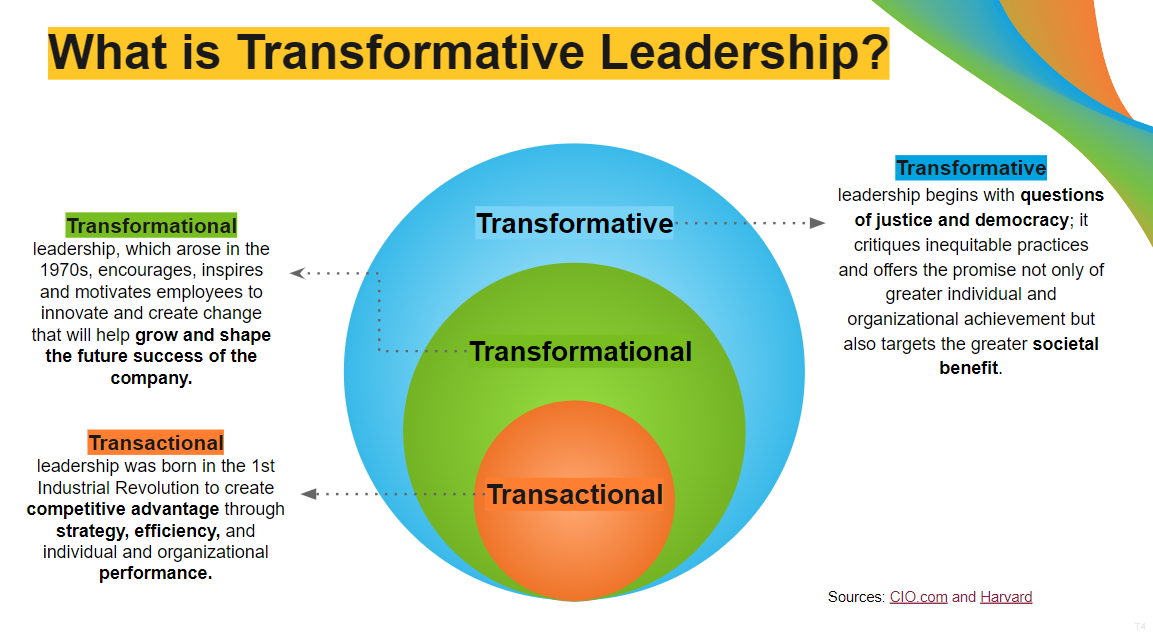 What is Transformative Leadership?
Transformational
leadership, which arose in the
1970s, encourages, inspires
and motivates employees to
innovate and create change
that will help grow and shape
the future success of the
company.
Transactional
leadership was born in the 1st
Industrial Revolution to create
competitive advantage through
strategy, efficiency, and
individual and organizational
performance.
Transformative
Transformational
Transactional
Transformative
leadership begins with questions
of justice and democracy; it
critiques inequitable practices
and offers the promise not only of
greater individual and
organizational achievement but
also targets the greater societal
benefit.
Sources: CIO.com and Harvard
T4